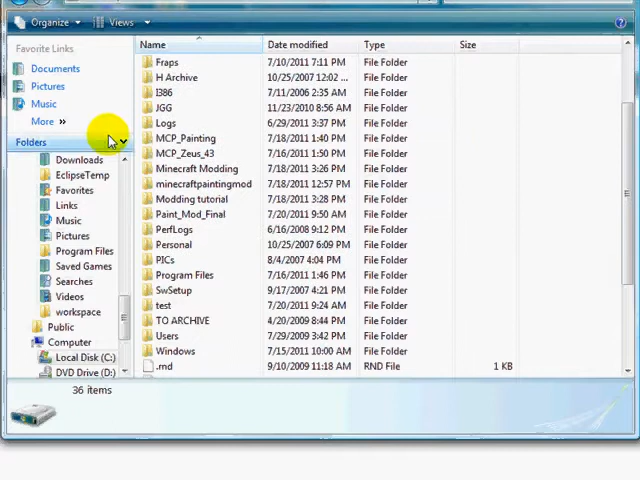 Organize Views
Favorite Links
Documents
Pictures
Music
More »
Folders
Downloads
EclipseTemp
Favorites
Links
Music
Pictures
Program Files
Saved Games
Searches
Videos
workspace
Public
Computer
Local Disk (C:)
DVD Drive (D:)
Name Date modified Type Size
Fraps 7/10/2011 7:11 PM File Folder
H Archive 10/25/2007 12:02 ... File Folder
I386 7/11/2006 2:35 AM File Folder
JGG 11/23/2010 8:56 AM File Folder
Logs 6/29/2011 3:37 PM File Folder
MCP_Painting 7/18/2011 1:40 PM File Folder
MCP_Zeus_43 7/16/2011 1:50 PM File Folder
Minecraft Modding 7/18/2011 3:26 PM File Folder
minecraftpaintingmod 7/18/2011 12:57 PM File Folder
Modding tutorial 7/18/2011 3:28 PM File Folder
Paint_Mod_Final 7/20/2011 9:50 AM File Folder
PerfLogs 6/16/2008 9:12 PM File Folder
Personal 10/25/2007 6:09 PM File Folder
PICs 8/4/2007 4:04 PM File Folder
Program Files 7/16/2011 1:46 PM File Folder
SwSetup 9/17/2007 4:21 PM File Folder
test 7/20/2011 9:24 AM File Folder
TO ARCHIVE 4/20/2009 8:44 PM File Folder
Users 7/29/2009 3:42 PM File Folder
Windows 7/15/2011 10:00 AM File Folder
.rnd 9/10/2009 11:18 AM RND File 1 KB
36 items